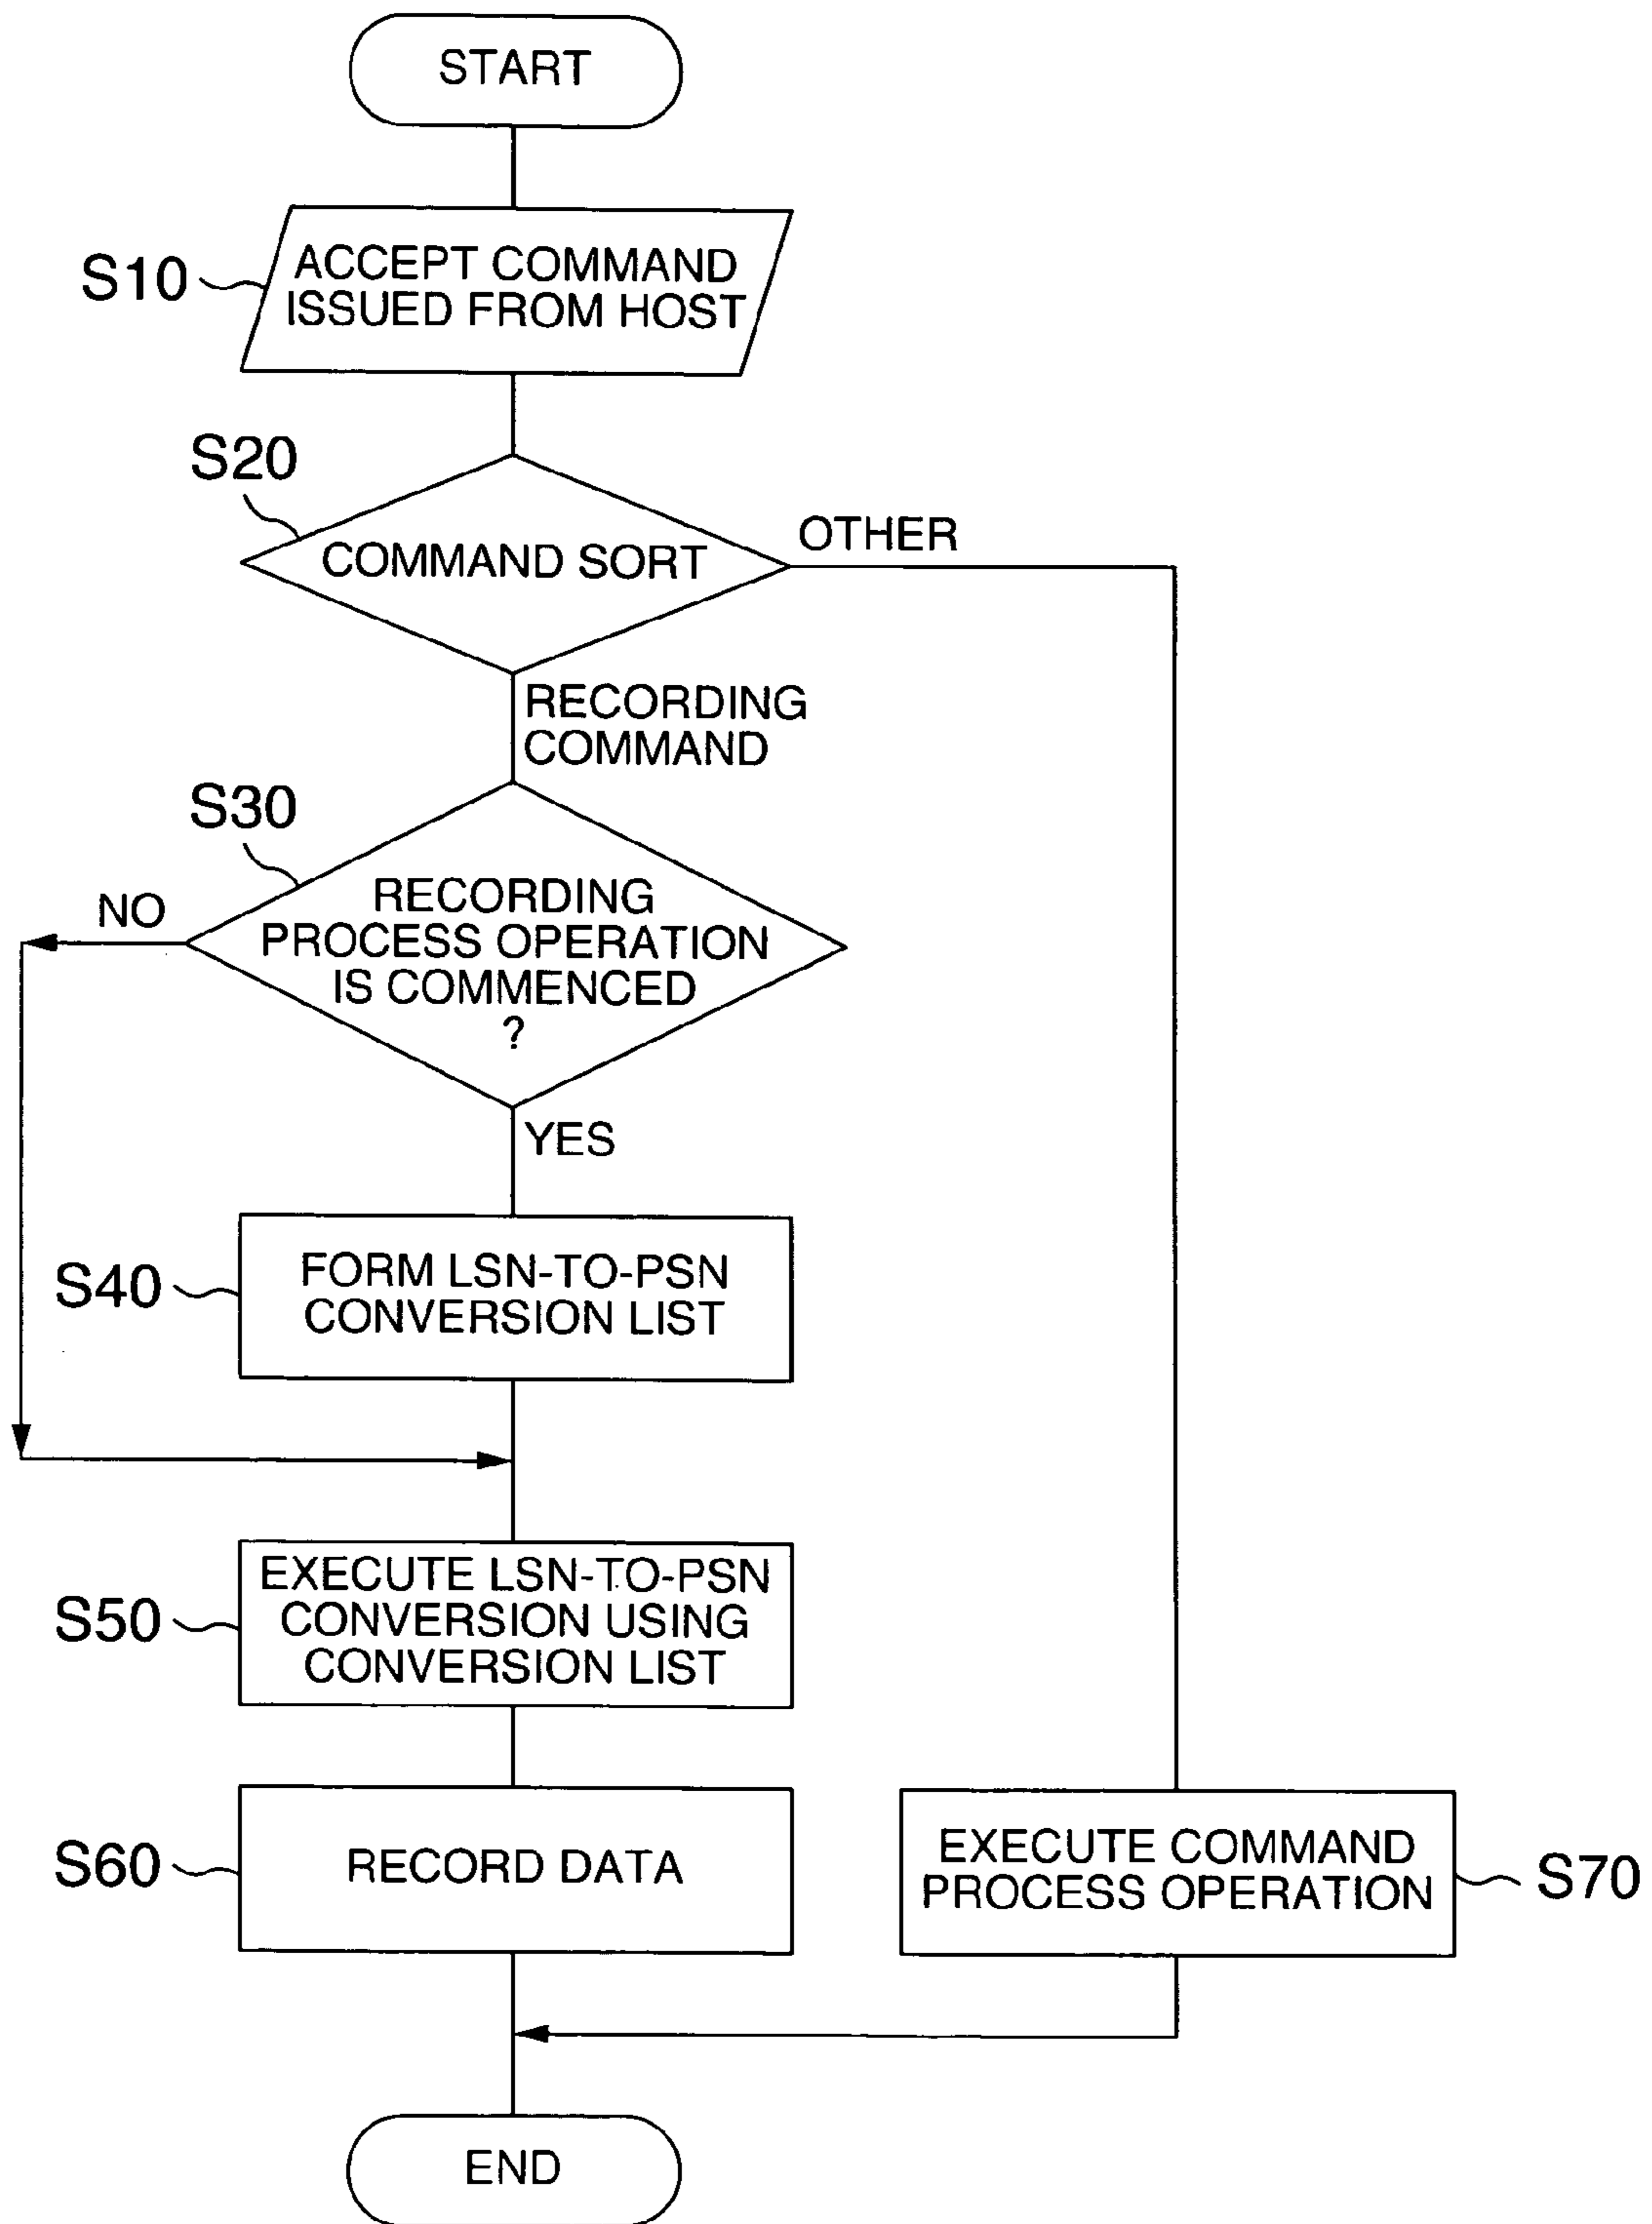 START
S10
ACCEPT COMMAND
ISSUED FROM HOST
S20
COMMAND SORT
OTHER
RECORDING
COMMAND
S30
NO
RECORDING
PROCESS OPERATION
IS COMMENCED
?
YES
S40
FORM LSN-TO-PSN
CONVERSION LIST
S50
EXECUTE LSN-TO-PSN
CONVERSION USING
CONVERSION LIST
S60
RECORD DATA
EXECUTE COMMAND
PROCESS OPERATION
S70
END